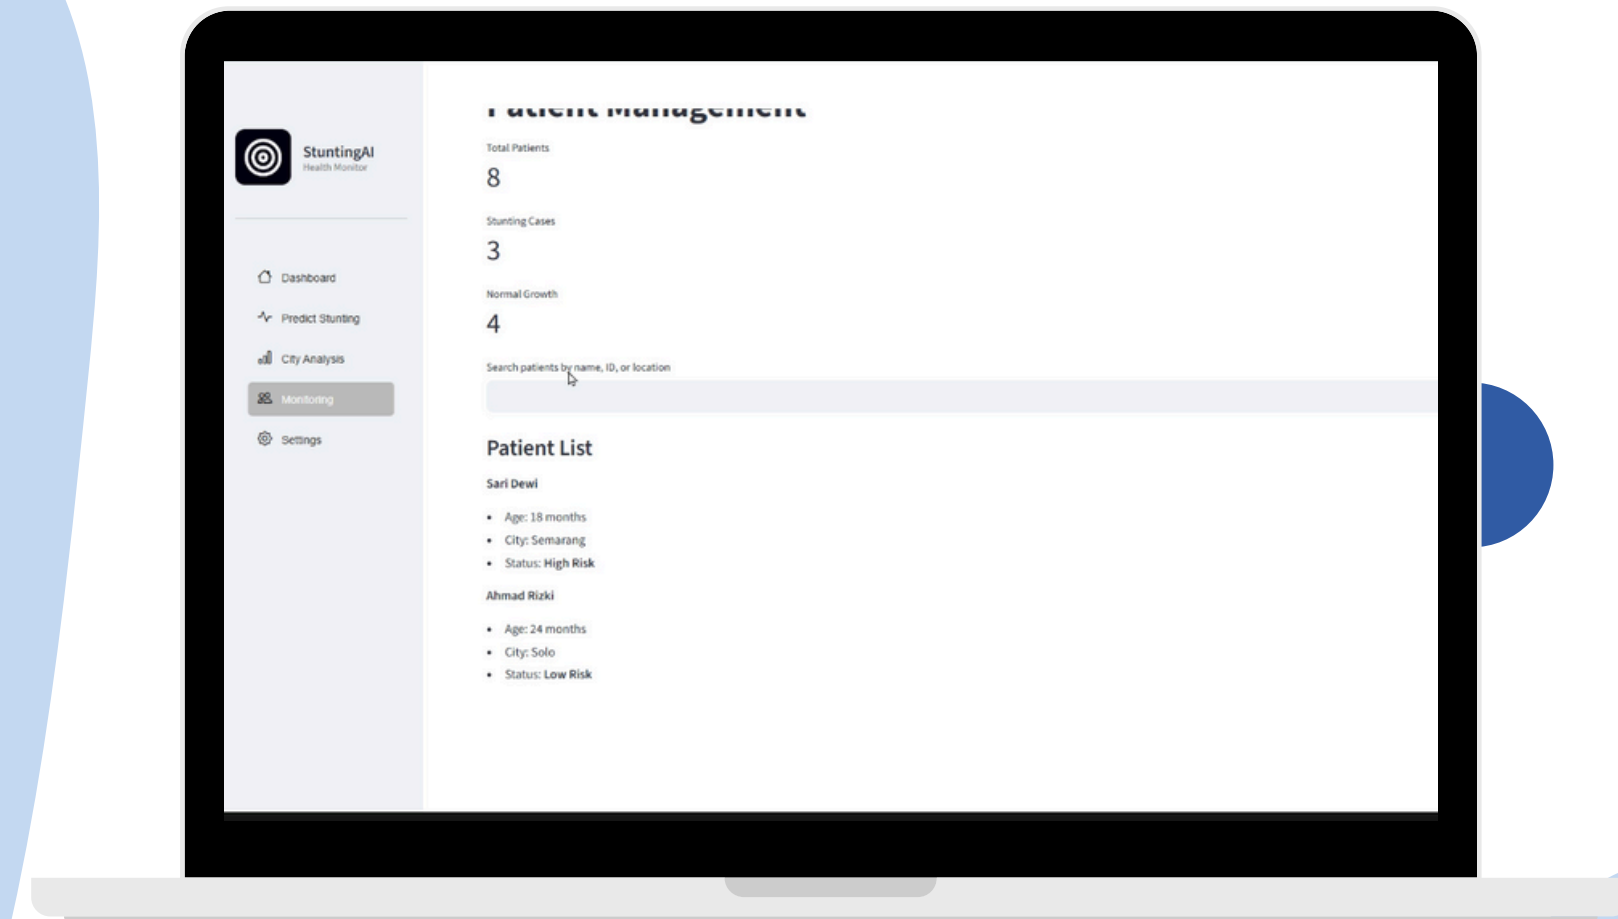 StuntingAI
Health Monitor
Dashboard
Predict Stunting
City Analysis
Monitoring
Settings
Patient Management
Total Patients
8
Stunting Cases
3
Normal Growth
4
Search patients by name, ID, or location
Patient List
Sari Dewi
• Age: 18 months
• City: Semarang
• Status: High Risk
Ahmad Rizki
• Age: 24 months
• City: Solo
• Status: Low Risk